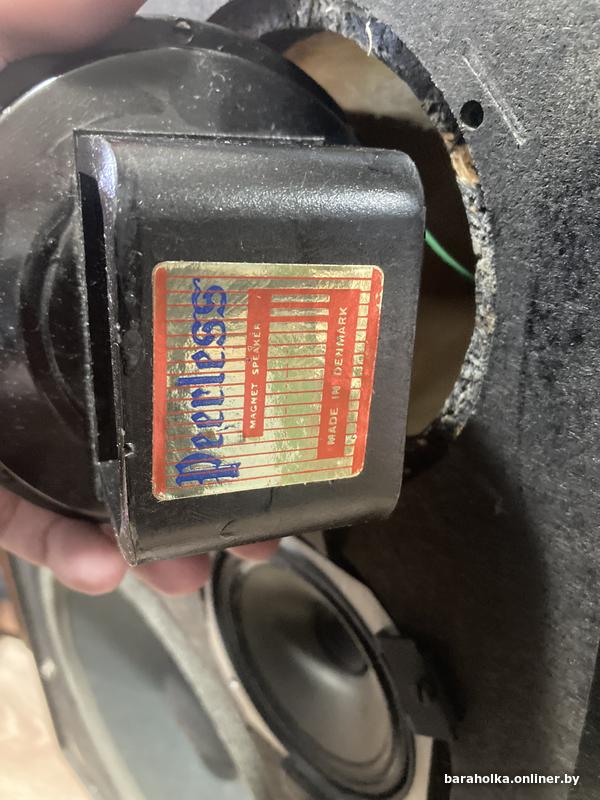 Peerless
MAGNET SPEAKER
MADE IN DENMARK
baraholka.onliner.by